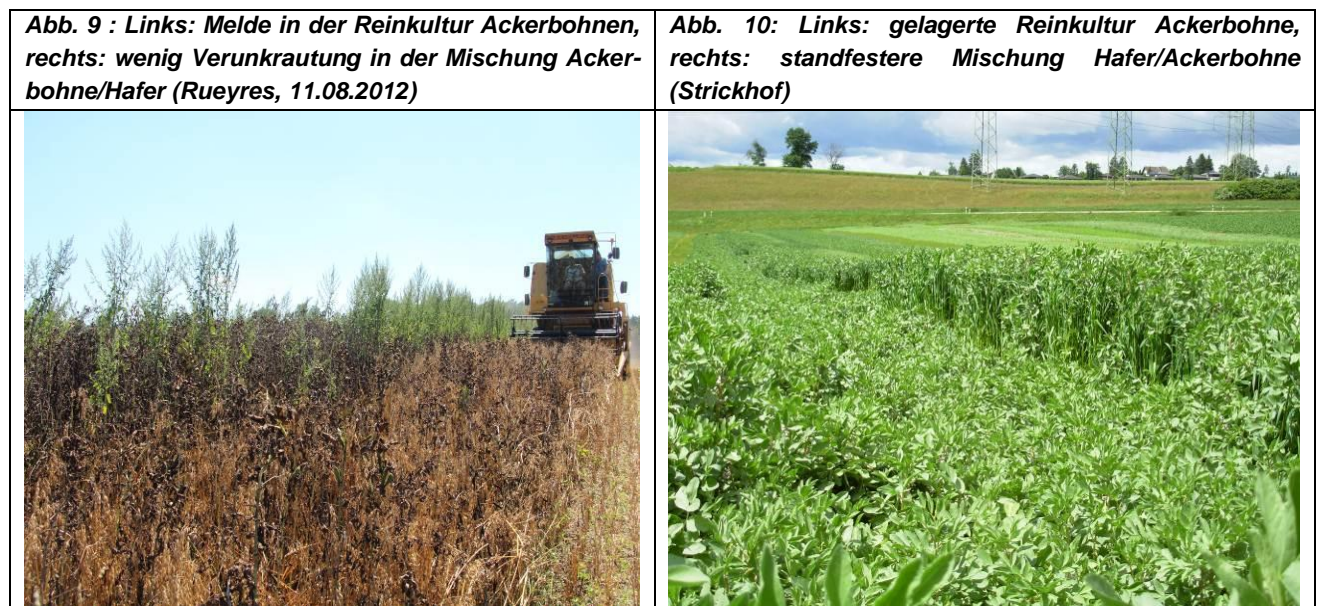 Abb. 9 : Links: Melde in der Reinkultur Ackerbohnen,
rechts: wenig Verunkrautung in der Mischung Acker-
bohne/Hafer (Rueyres, 11.08.2012)
Abb. 10: Links: gelagerte Reinkultur Ackerbohne,
rechts: standfestere Mischung Hafer/Ackerbohne
(Strickhof)